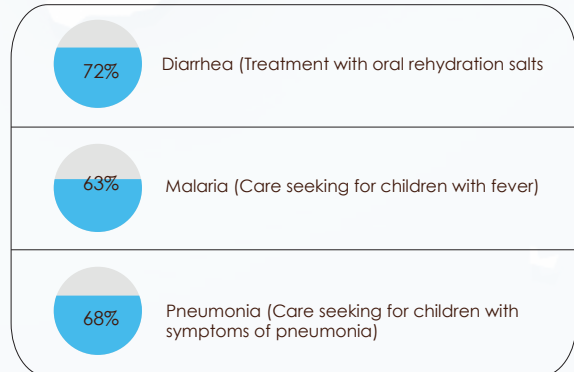 72%
Diarrhea (Treatment with oral rehydration salts
63%
Malaria (Care seeking for children with fever)
68%
Pneumonia (Care seeking for children with
symptoms of pneumonia)